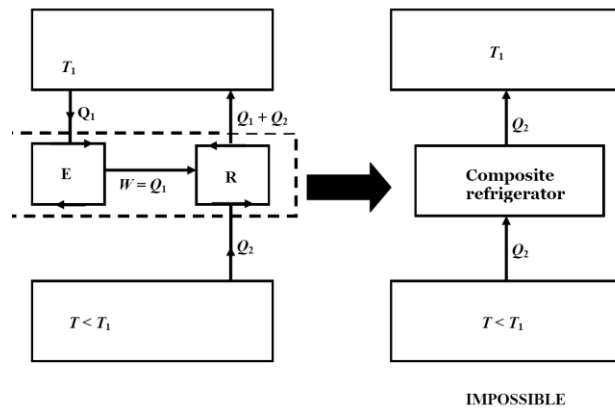 T₁
Q₁
Q₁ + Q₂
E
W = Q₁
R
Q₂
T < T₁
T₁
Q₂
Composite
refrigerator
Q₂
T < T₁
IMPOSSIBLE